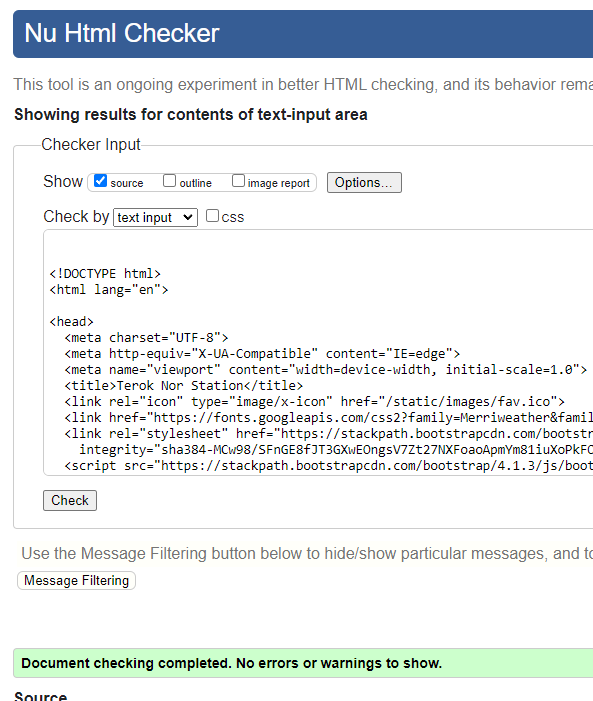 Nu Html Checker
This tool is an ongoing experiment in better HTML checking, and its behavior rema
Showing results for contents of text-input area
Checker Input
Show source outline image report Options...
Check by text input css
<!DOCTYPE html>
<html lang="en">
<head>
<meta charset="UTF-8">
<meta http-equiv="X-UA-Compatible" content="IE=edge">
<meta name="viewport" content="width=device-width, initial-scale=1.0">
<title>Terok Nor Station</title>
<link rel="icon" type="image/x-icon" href="/static/images/fav.ico">
<link href="https://fonts.googleapis.com/css2?family=Merriweather&famil
<link rel="stylesheet" href="https://stackpath.bootstrapcdn.com/bootstr
integrity="sha384-MCw98/SFnGE8fJT3GXwEOngsV7Zt27NXFoaoApmYm81iuXoPkFO
<script src="https://stackpath.bootstrapcdn.com/bootstrap/4.1.3/js/boot
Check
Use the Message Filtering button below to hide/show particular messages, and to
Message Filtering
Document checking completed. No errors or warnings to show.
Source